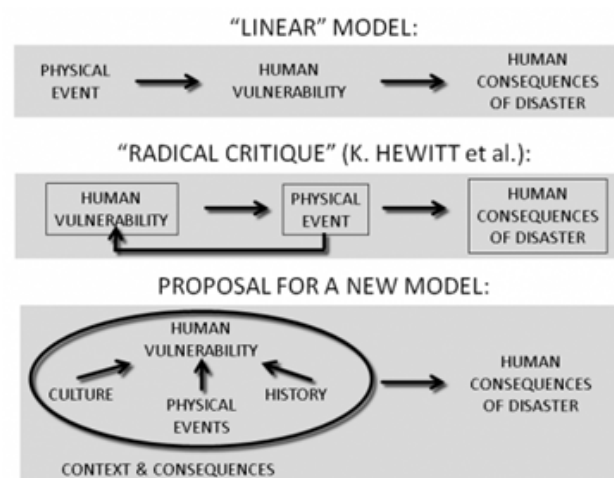 “LINEAR” MODEL:
PHYSICAL
EVENT
HUMAN
VULNERABILITY
HUMAN
CONSEQUENCES
OF DISASTER
“RADICAL CRITIQUE” (K. HEWITT et al.):
HUMAN
VULNERABILITY
PHYSICAL
EVENT
HUMAN
CONSEQUENCES
OF DISASTER
PROPOSAL FOR A NEW MODEL:
HUMAN
VULNERABILITY
CULTURE
PHYSICAL
EVENTS
HISTORY
HUMAN
CONSEQUENCES
OF DISASTER
CONTEXT & CONSEQUENCES